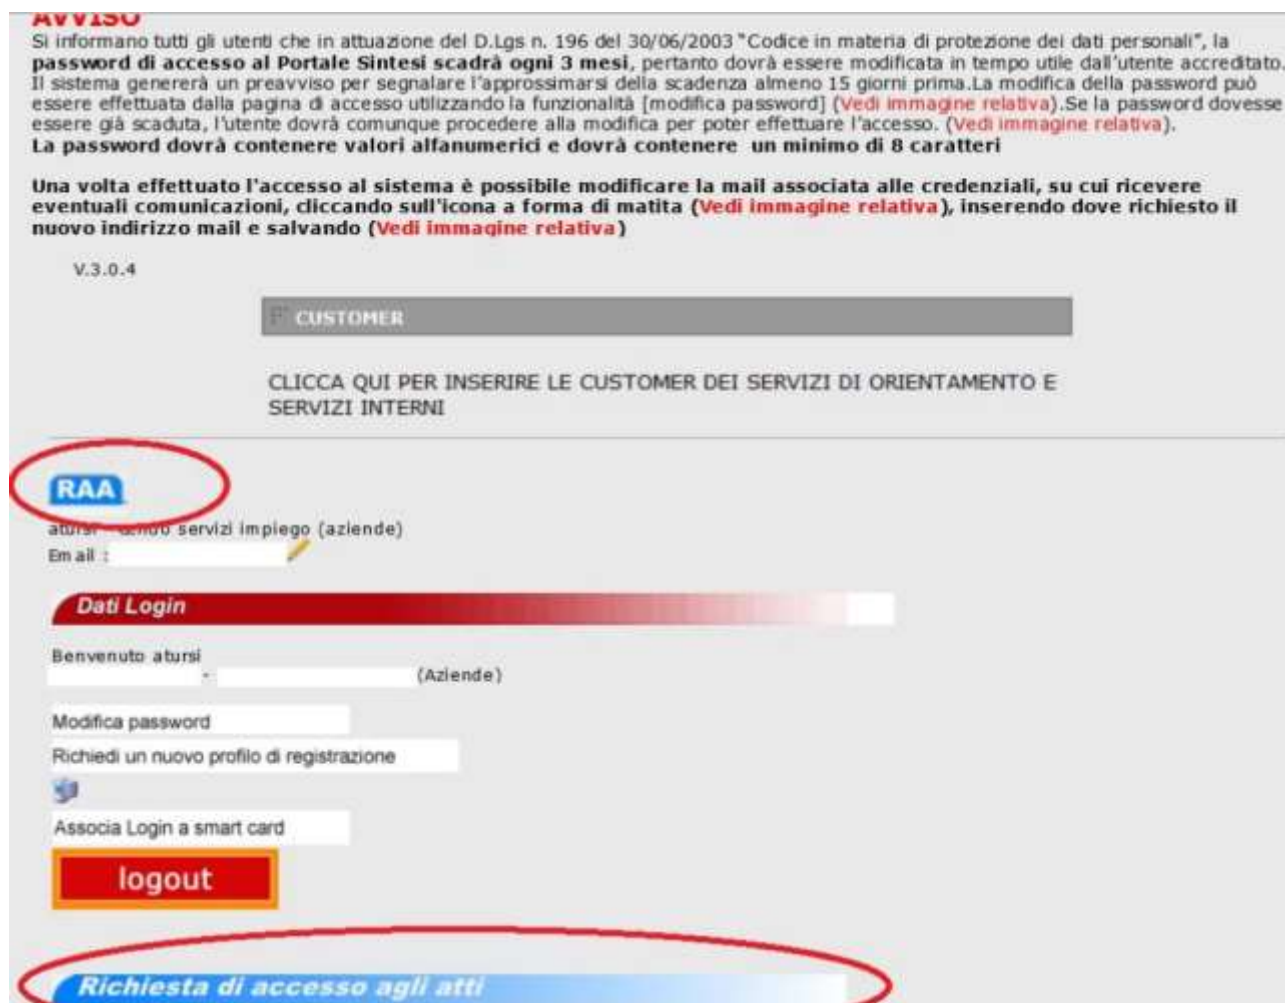 AVVISO
Si informano tutti gli utenti che in attuazione del D.Lgs n. 196 del 30/06/2003 "Codice in materia di protezione dei dati personali", la
password di accesso al Portale Sintesi scadrà ogni 3 mesi, pertanto dovrà essere modificata in tempo utile dall'utente accreditato.
Il sistema genererà un preavviso per segnalare l'approssimarsi della scadenza almeno 15 giorni prima.La modifica della password può
essere effettuata dalla pagina di accesso utilizzando la funzionalità [modifica password] (Vedi immagine relativa).Se la password dovesse
essere già scaduta, l'utente dovrà comunque procedere alla modifica per poter effettuare l'accesso. (Vedi immagine relativa).
La password dovrà contenere valori alfanumerici e dovrà contenere un minimo di 8 caratteri
Una volta effettuato l'accesso al sistema è possibile modificare la mail associata alle credenziali, su cui ricevere
eventuali comunicazioni, cliccando sull'icona a forma di matita (Vedi immagine relativa), inserendo dove richiesto il
nuovo indirizzo mail e salvando (Vedi immagine relativa)
V.3.0.4
CUSTOMER
CLICCA QUI PER INSERIRE LE CUSTOMER DEI SERVIZI DI ORIENTAMENTO E
SERVIZI INTERNI
RAA
atursi - servizi impiego (aziende)
Email :
Dati Login
Benvenuto atursi
- (Aziende)
Modifica password
Richiedi un nuovo profilo di registrazione
Associa Login a smart card
logout
Richiesta di accesso agli atti